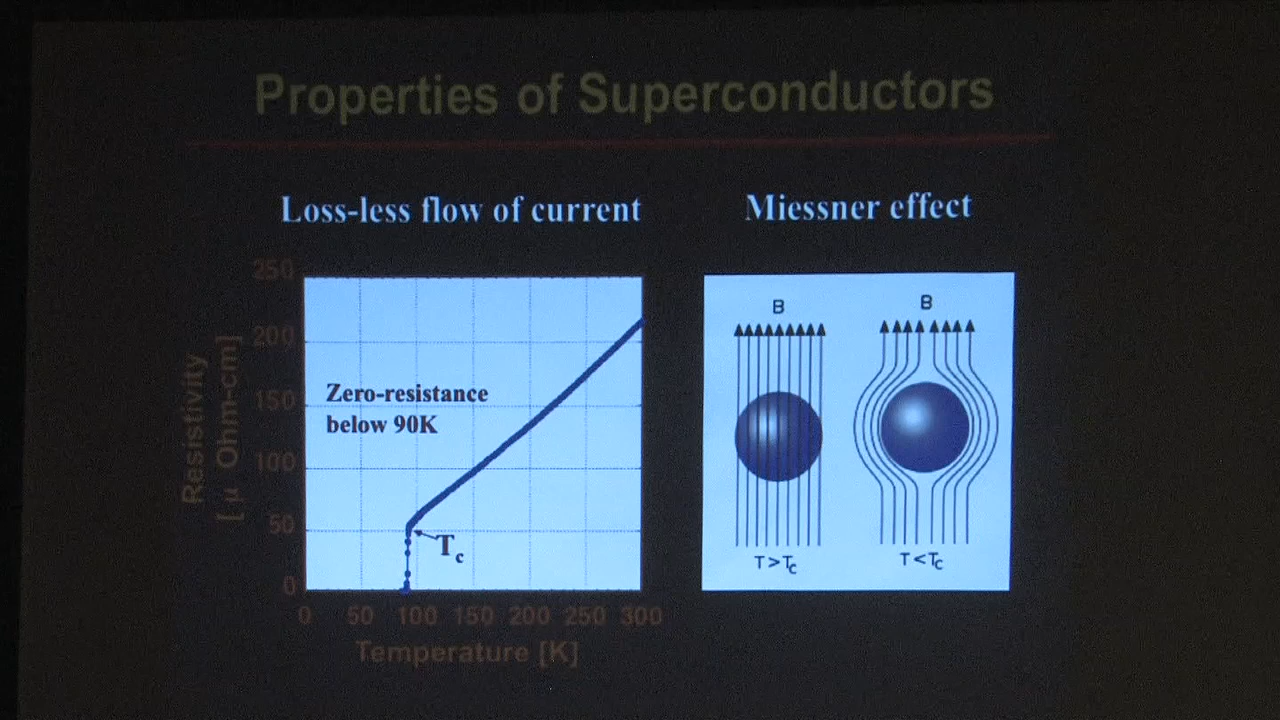 Properties of Superconductors
Loss-less flow of current
Miessner effect
250
200
150
100
50
0
Resistivity
[ μ Ohm-cm]
Zero-resistance
below 90K
Tc
0 50 100 150 200 250 300
Temperature [K]
B
B
T>Tc
T<Tc